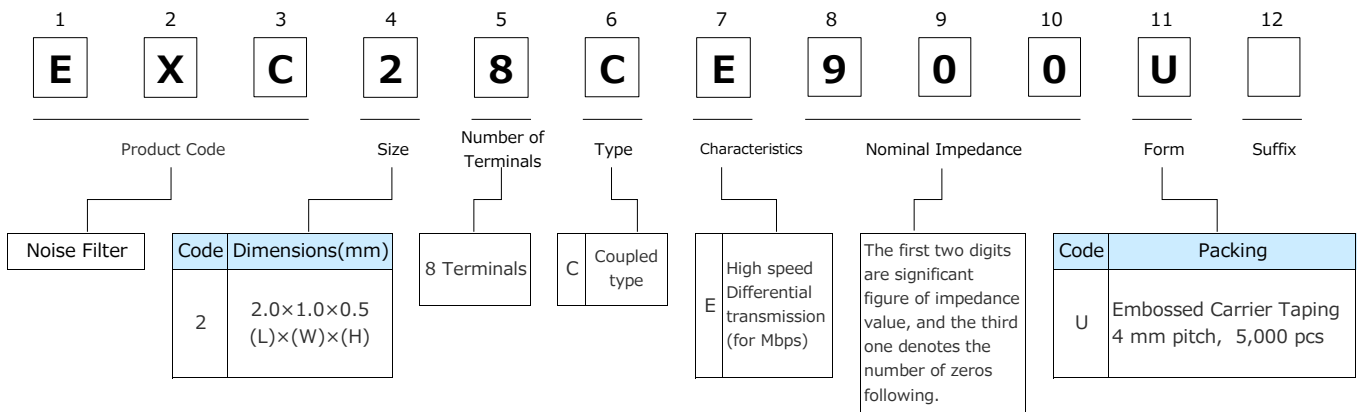 1 2 3 4 5 6 7 8 9 10 11 12
E X C 2 8 C E 9 0 0 U
Product Code
Size
Number of
Terminals
Type
Characteristics
Nominal Impedance
Form
Suffix
Noise Filter
Code Dimensions(mm)
2 2.0×1.0×0.5
(L)×(W)×(H)
8 Terminals
C Coupled
type
E High speed
Differential
transmission
(for Mbps)
The first two digits
are significant
figure of impedance
value, and the third
one denotes the
number of zeros
following.
Code Packing
U Embossed Carrier Taping
4 mm pitch, 5,000 pcs